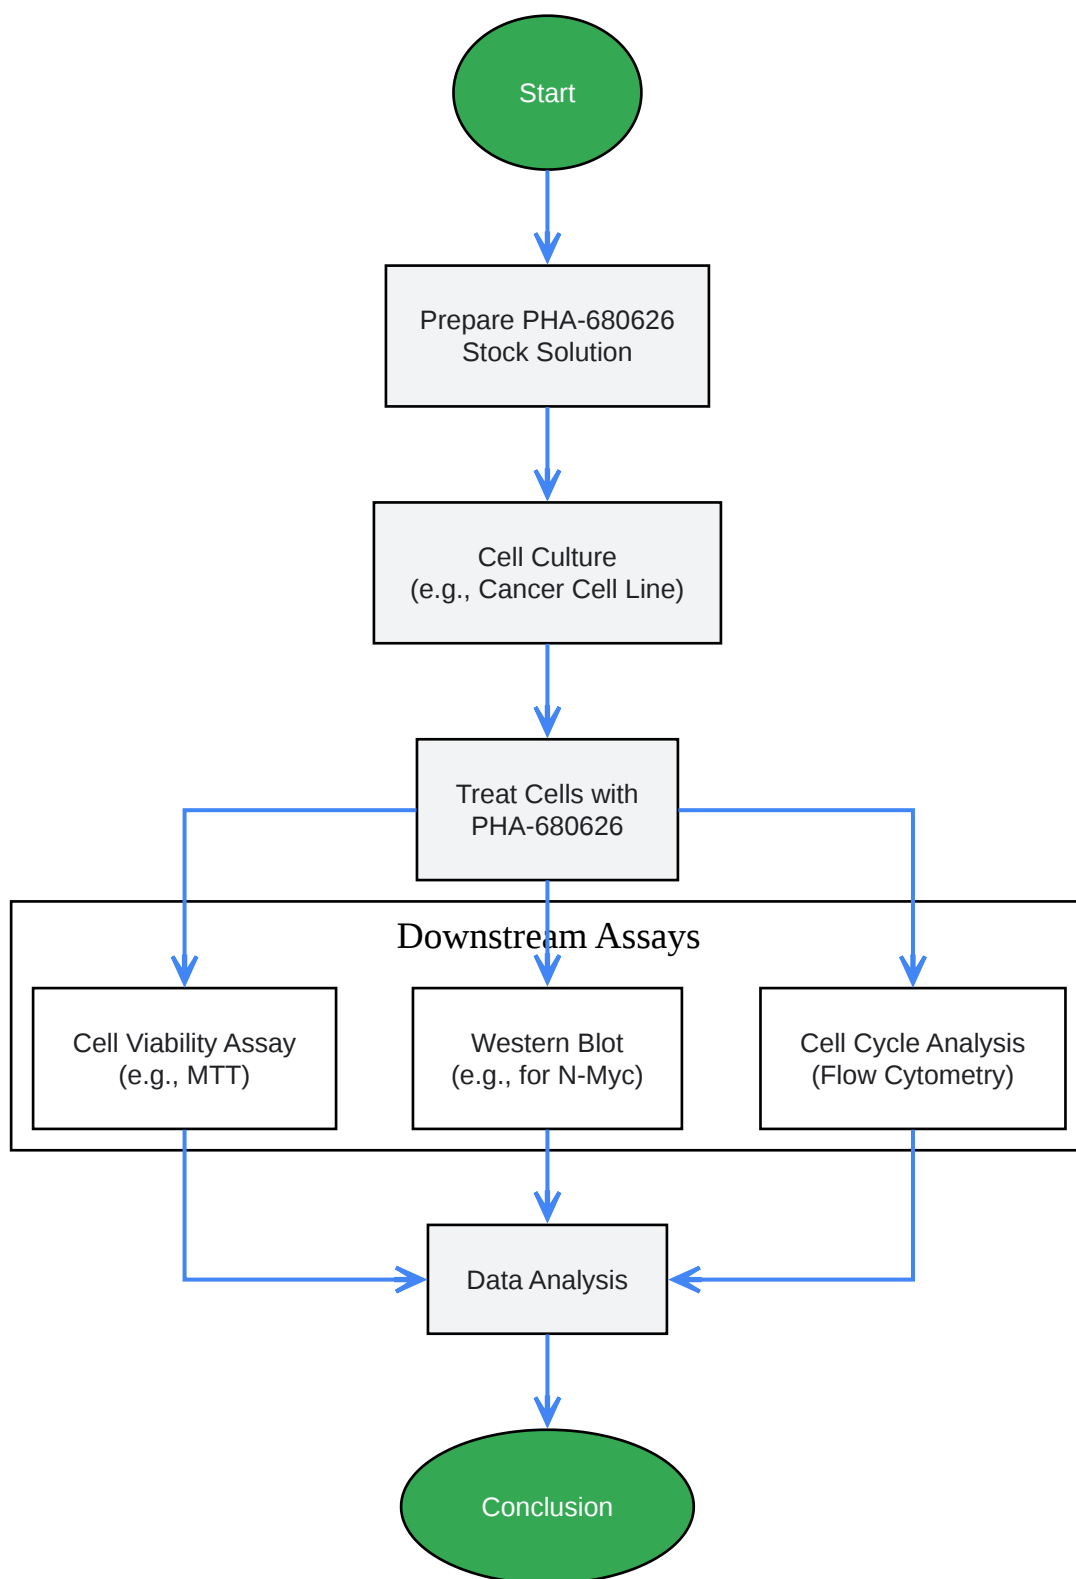 Start
Prepare PHA-680626
Stock Solution
Cell Culture
(e.g., Cancer Cell Line)
Treat Cells with
PHA-680626
Downstream Assays
Cell Viability Assay
(e.g., MTT)
Western Blot
(e.g., for N-Myc)
Cell Cycle Analysis
(Flow Cytometry)
Data Analysis
Conclusion